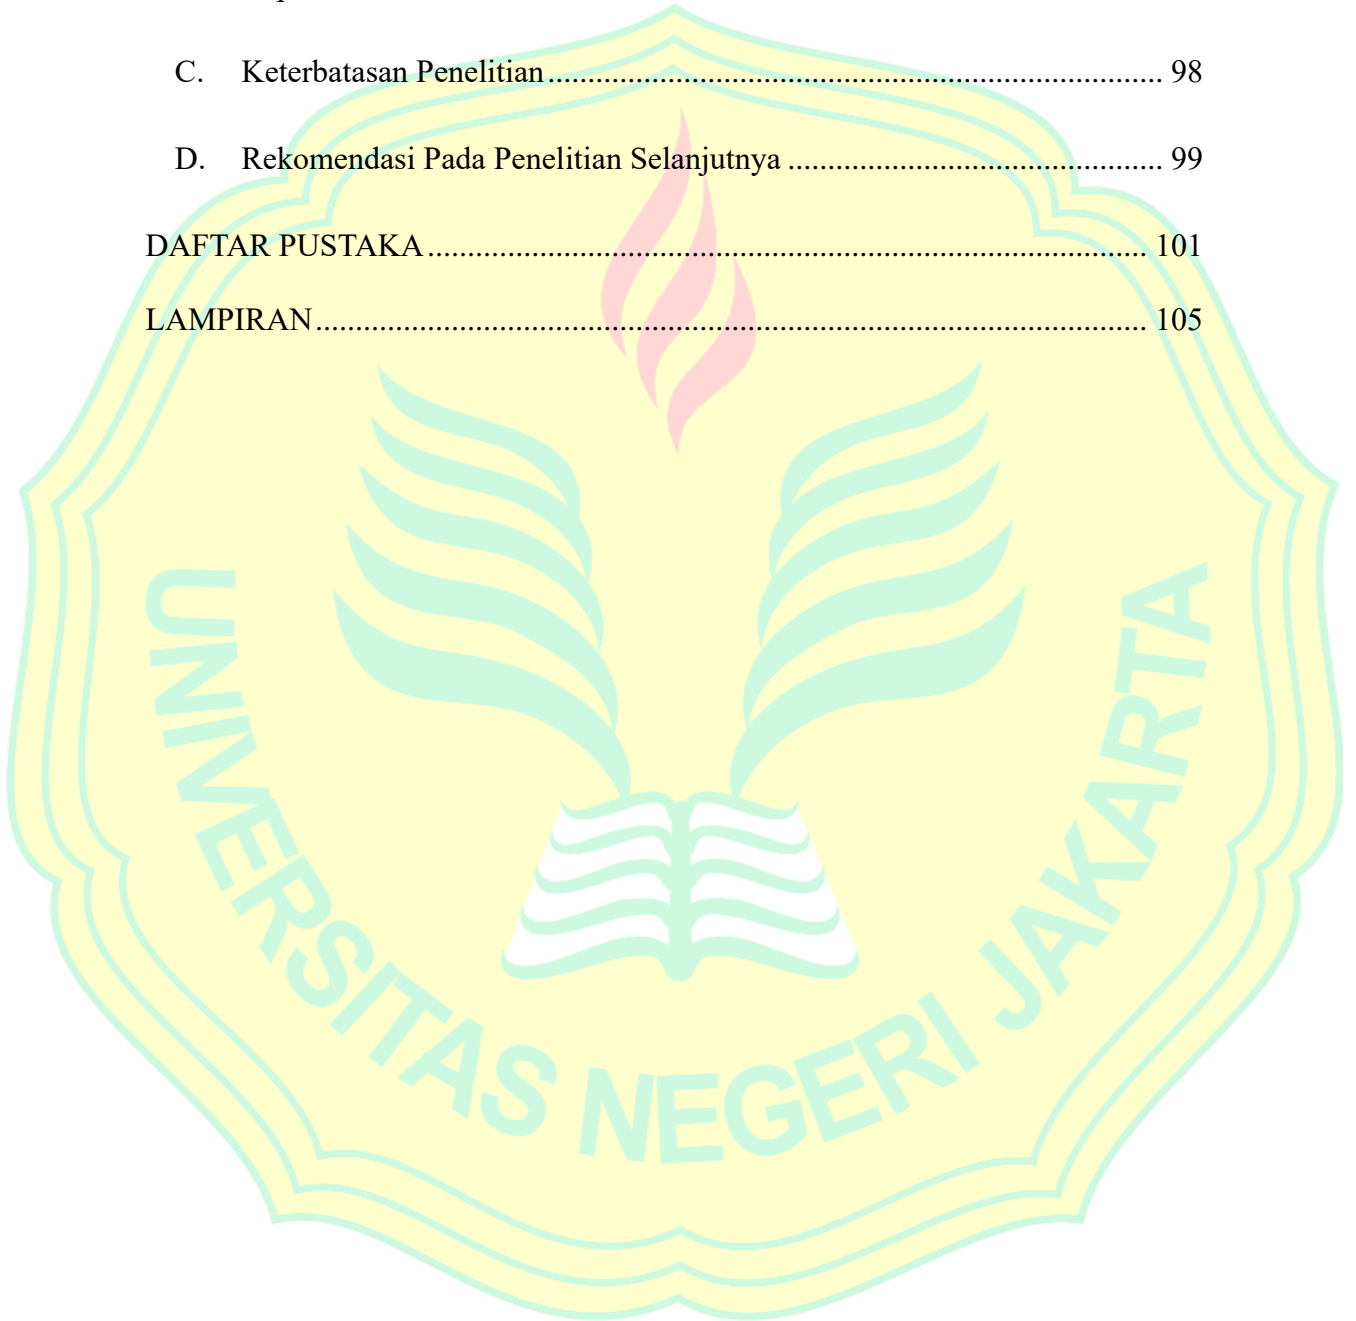 C. Keterbatasan Penelitian ............................................................................ 98
D. Rekomendasi Pada Penelitian Selanjutnya .............................................. 99
DAFTAR PUSTAKA ......................................................................................... 101
LAMPIRAN ....................................................................................................... 105
UNIVERSITAS NEGERI JAKARTA